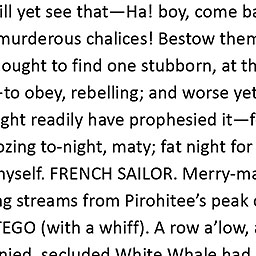 ill yet see that—Ha! boy, come ba
murderous chalices! Bestow them
ought to find one stubborn, at th
-to obey, rebelling; and worse yet
ght readily have prophesied it—f
ozing to-night, maty; fat night for
myself. FRENCH SAILOR. Merry-ma
ng streams from Pirohitee’s peak o
TEGO (with a whiff). A row a’low, a
nied, secluded White Whale had